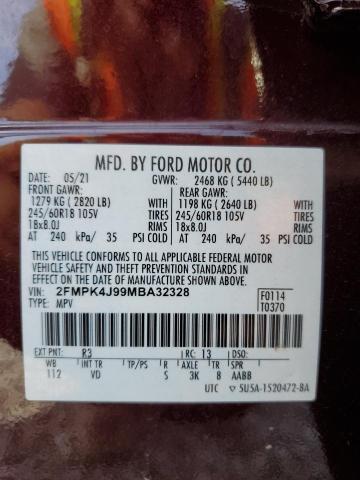 MFD. BY FORD MOTOR CO.
DATE: 05/21 GVWR: 2468 KG ( 5440 LB)
FRONT GAWR: REAR GAWR:
1279 KG ( 2820 LB) WITH 1198 KG ( 2640 LB) WITH
245/60R18 105V TIRES 245/60R18 105V TIRES
18x8.0J RIMS 18x8.0J RIMS
AT 240 kPa/ 35 PSI COLD AT 240 kPa/ 35 PSI COLD
THIS VEHICLE CONFORMS TO ALL APPLICABLE FEDERAL MOTOR
VEHICLE SAFETY AND THEFT PREVENTION STANDARDS IN
EFFECT ON THE DATE OF MANUFACTURE SHOWN ABOVE.
VIN: 2FMPK4J99MBA32328 F0114
TYPE: MPV T0370
EXT PNT: R3 RC: 13 DSO:
WB INT TR TP/PS R AXLE TR SPR
112 VD S 3K 8 AABB
UTC 5U5A-1520472-BA